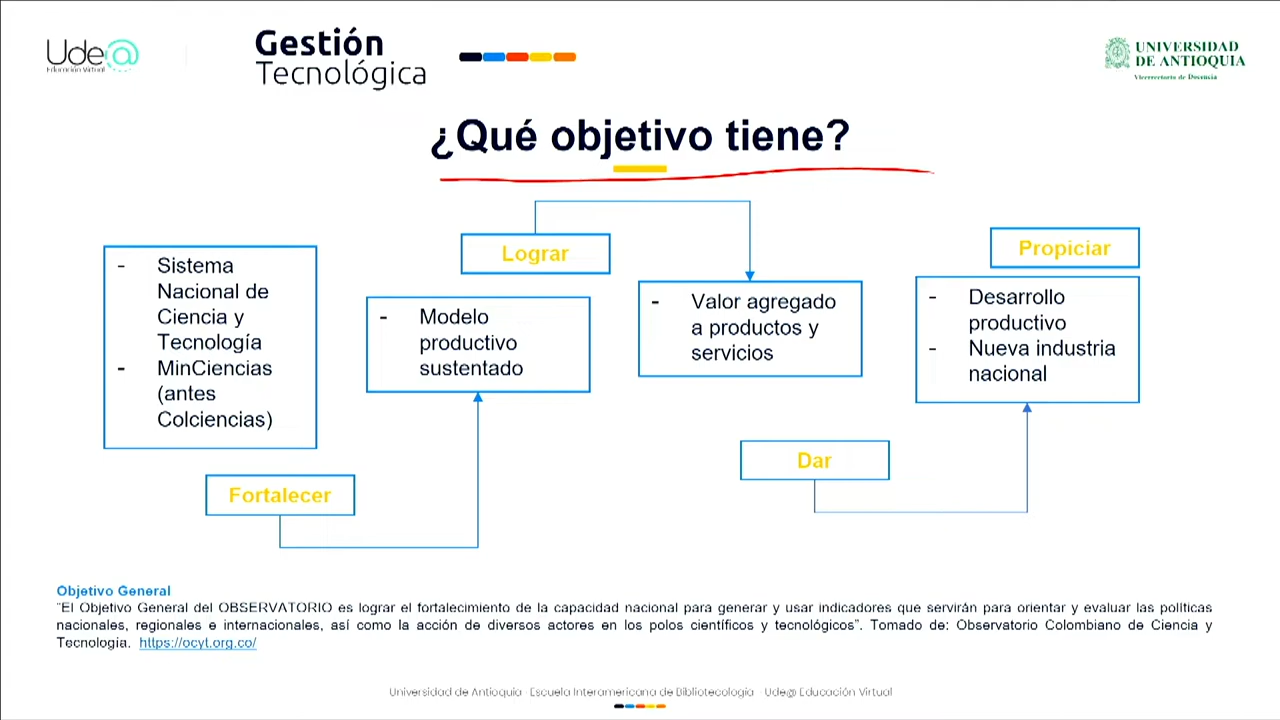 Ude@
Educación Virtual
Gestión
Tecnológica
UNIVERSIDAD
DE ANTIOQUIA
Vicerrectoría de Docencia
¿Qué objetivo tiene?
- Sistema
Nacional de
Ciencia y
Tecnología
- MinCiencias
(antes
Colciencias)
Fortalecer
Lograr
- Modelo
productivo
sustentado
- Valor agregado
a productos y
servicios
Dar
Propiciar
- Desarrollo
productivo
- Nueva industria
nacional
Objetivo General
"El Objetivo General del OBSERVATORIO es lograr el fortalecimiento de la capacidad nacional para generar y usar indicadores que servirán para orientar y evaluar las políticas
nacionales, regionales e internacionales, así como la acción de diversos actores en los polos científicos y tecnológicos". Tomado de: Observatorio Colombiano de Ciencia y
Tecnología. https://ocyt.org.co/
Universidad de Antioquia · Escuela Interamericana de Bibliotecología · Ude@ Educación Virtual